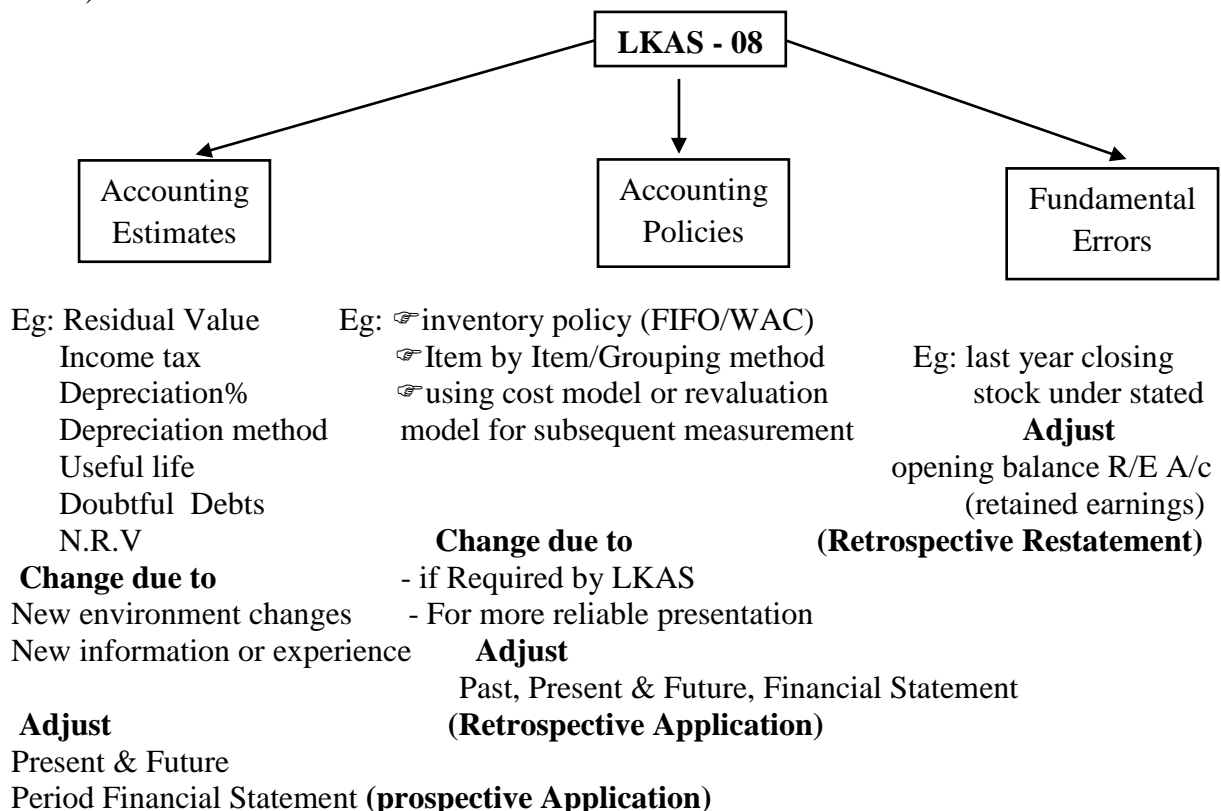 )
LKAS - 08
Accounting
Estimates
Accounting
Policies
Fundamental
Errors
Eg: Residual Value
Income tax
Depreciation%
Depreciation method
Useful life
Doubtful Debts
N.R.V
Change due to
New environment changes
New information or experience
Adjust
Present & Future
Period Financial Statement (prospective Application)
Eg: ☞inventory policy (FIFO/WAC)
☞Item by Item/Grouping method
☞using cost model or revaluation
model for subsequent measurement
Change due to
- if Required by LKAS
- For more reliable presentation
Adjust
Past, Present & Future, Financial Statement
(Retrospective Application)
Eg: last year closing
stock under stated
Adjust
opening balance R/E A/c
(retained earnings)
(Retrospective Restatement)